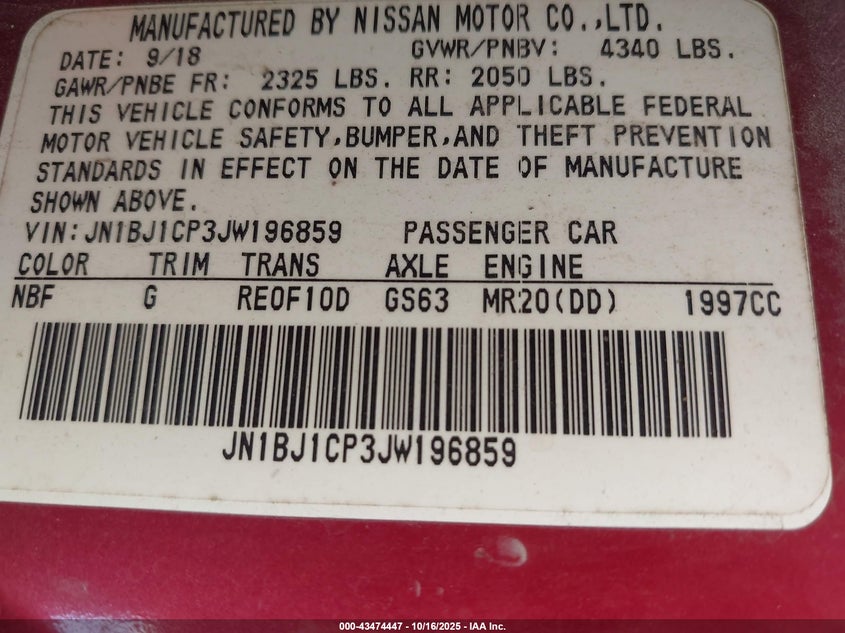 MANUFACTURED BY NISSAN MOTOR CO.,LTD.
DATE: 9/18 GVWR/PNBV: 4340 LBS.
GAWR/PNBE FR: 2325 LBS. RR: 2050 LBS.
THIS VEHICLE CONFORMS TO ALL APPLICABLE FEDERAL
MOTOR VEHICLE SAFETY,BUMPER,AND THEFT PREVENTION
STANDARDS IN EFFECT ON THE DATE OF MANUFACTURE
SHOWN ABOVE.
VIN:JN1BJ1CP3JW196859 PASSENGER CAR
COLOR TRIM TRANS AXLE ENGINE
NBF G RE0F10D GS63 MR20(DD) 1997CC
JN1BJ1CP3JW196859
000-43474447 - 10/16/2025 - IAA Inc.